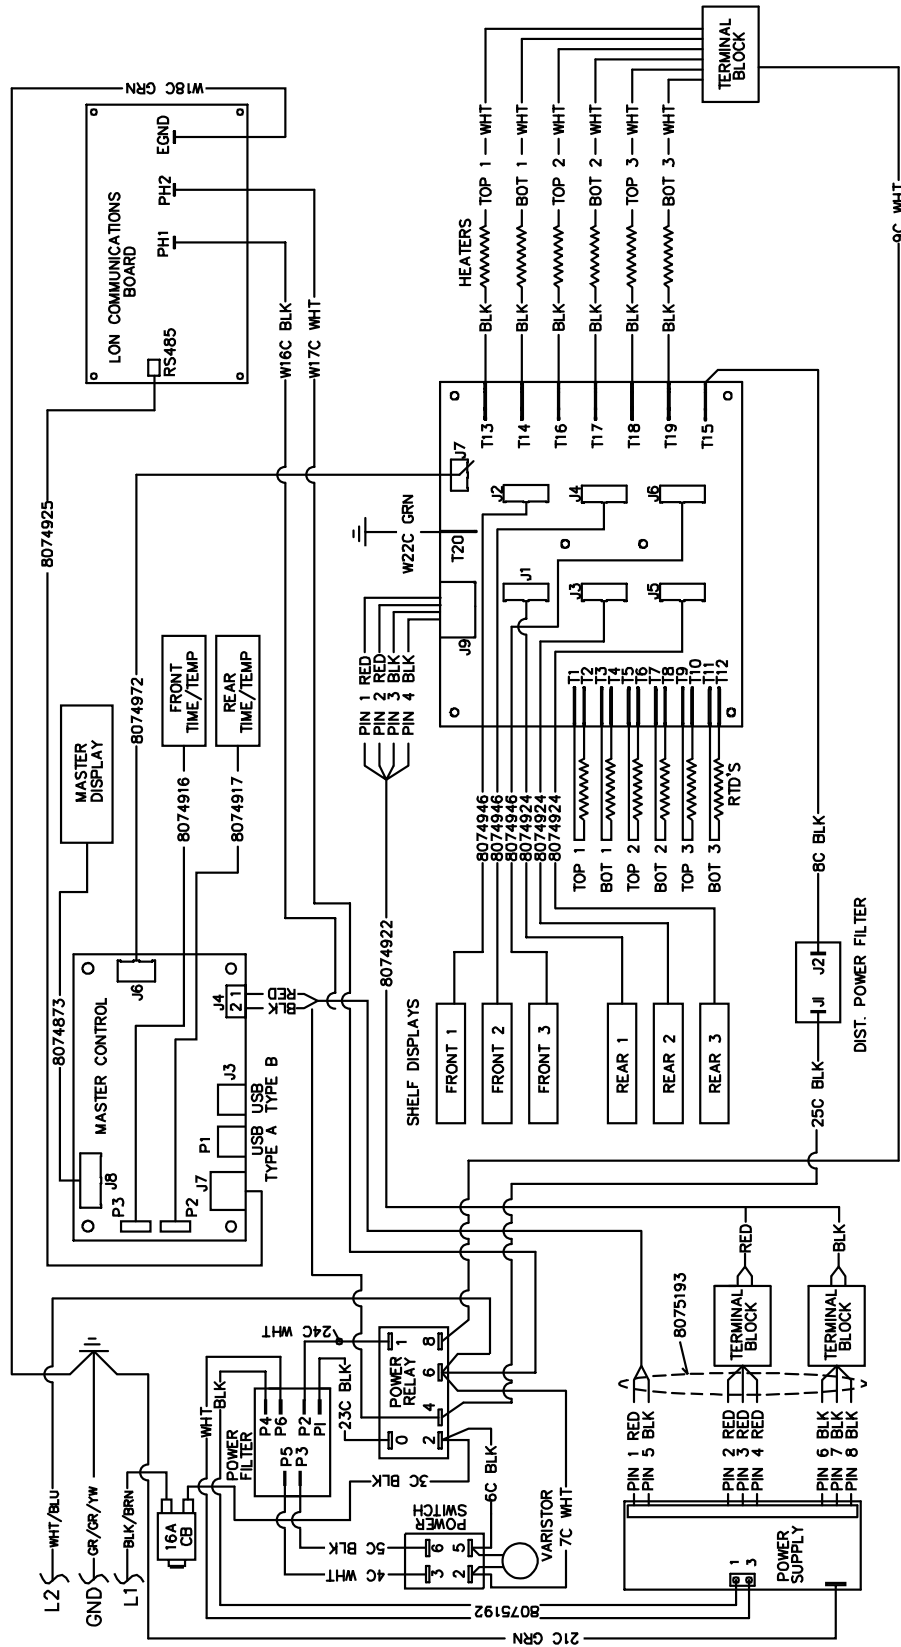 W18C GRN
LON COMMUNICATIONS
BOARD
EGND
PH2
PH1
RS485
W16C BLK
W17C WHT
8074925
8074972
MASTER
DISPLAY
FRONT
TIME/TEMP
REAR
TIME/TEMP
8074916
8074917
8074873
MASTER CONTROL
J8
P3
P2
J6
J4
2 1
RED
BLK
J3
USB
TYPE B
P1
USB
TYPE A
J7
TERMINAL
BLOCK
HEATERS
BLK TOP 1 WHT
BLK BOT 1 WHT
BLK TOP 2 WHT
BLK BOT 2 WHT
BLK TOP 3 WHT
BLK BOT 3 WHT
9C WHT
T13
T14
T16
T17
T18
T19
T15
J7
J2
J4
J6
W22C GRN
T20
J1
J3
J5
J9
PIN 1 RED
PIN 2 RED
PIN 3 BLK
PIN 4 BLK
T1
T2
T3
T4
T5
T6
T7
T8
T9
T10
T11
T12
RTD'S
TOP 1
BOT 1
TOP 2
BOT 2
TOP 3
BOT 3
8074946
8074946
8074946
8074924
8074924
8074924
8074922
SHELF DISPLAYS
FRONT 1
FRONT 2
FRONT 3
REAR 1
REAR 2
REAR 3
8C BLK
J2
J1
DIST. POWER FILTER
25C BLK
L2
WHT/BLU
GND
GR/GR/YW
L1
BLK/BRN
16A
CB
WHT
BLK
POWER
FILTER
P4
P6
P2
P1
P5
P3
24C WHT
23C BLK
POWER
RELAY
1
8
6
4
0
2
3C BLK
6C BLK
5C BLK
4C WHT
POWER
SWITCH
6
5
3
2
VARISTOR
7C WHT
8075192
21C GRN
POWER
SUPPLY
1
3
PIN 1 RED
PIN 5 BLK
PIN 2 RED
PIN 3 RED
PIN 4 RED
PIN 6 BLK
PIN 7 BLK
PIN 8 BLK
8075193
TERMINAL
BLOCK
RED
TERMINAL
BLOCK
BLK